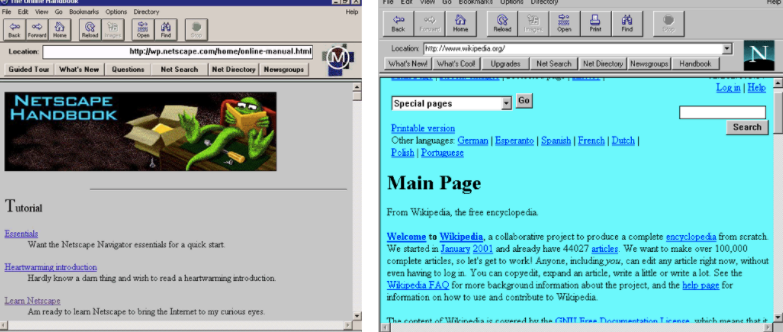 The Online Handbook
File Edit View Go Bookmarks Options Directory Help
Back Forward Home Reload Images Open Find Stop
Location: http://wp.netscape.com/home/online-manual.html
Guided Tour What's New Questions Net Search Net Directory Newsgroups
M
NETSCAPE
HANDBOOK
Tutorial
Essentials
Want the Netscape Navigator essentials for a quick start.
Heartwarming introduction
Hardly know a darn thing and wish to read a heartwarming introduction.
Learn Netscape
Am ready to learn Netscape to bring the Internet to my curious eyes.
File Edit View Go Bookmarks Options Directory Help
Back Forward Home Reload Images Open Print Find Stop
Location: http://www.wikipedia.org/
What's New! What's Cool! Upgrades Net Search Net Directory Newsgroups Handbook
N
Log in | Help
Special pages Go
Search
Printable version
Other languages: German | Esperanto | Spanish | French | Dutch |
Polish | Portuguese
Main Page
From Wikipedia, the free encyclopedia.
Welcome to Wikipedia, a collaborative project to produce a complete encyclopedia from scratch.
We started in January 2001 and already have 44027 articles. We want to make over 100,000
complete articles, so let's get to work! Anyone, including you, can edit any article right now, without
even having to log in. You can copyedit, expand an article, write a little or write a lot. See the
Wikipedia FAQ for more background information about the project, and the help page for
information on how to use and contribute to Wikipedia.
The content of Wikipedia is covered by the GNU Free Documentation License, which means that it